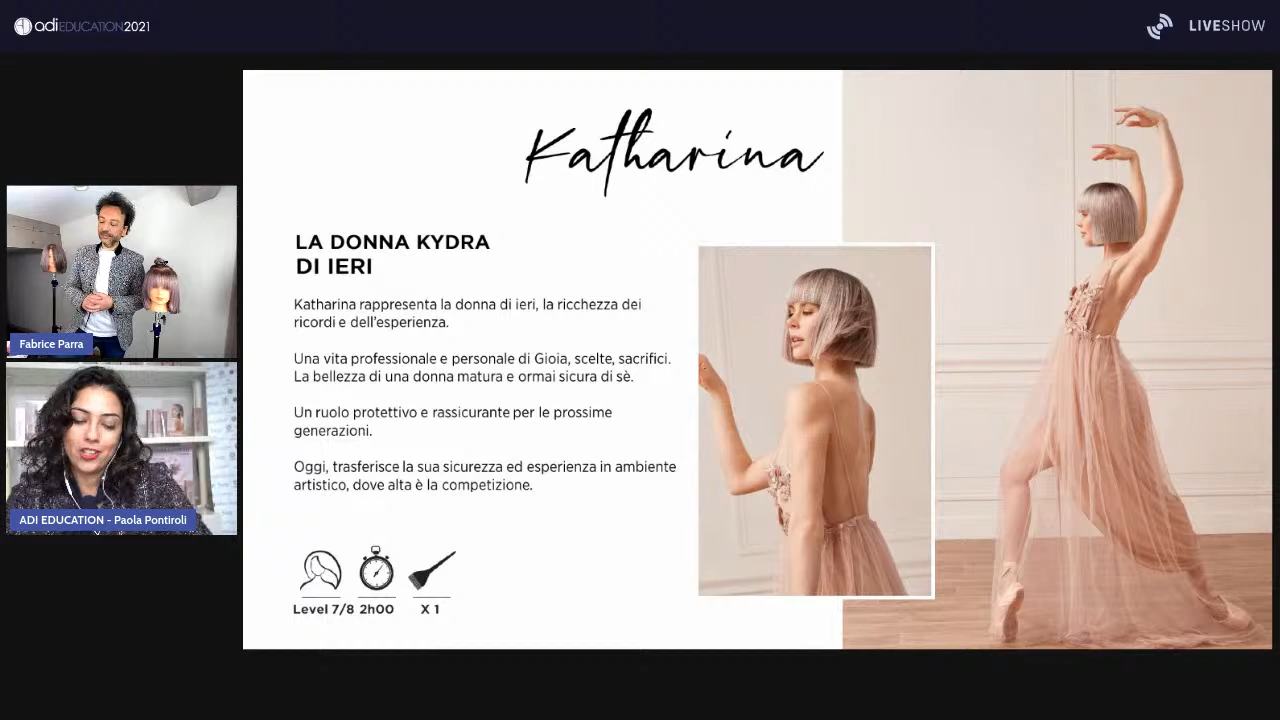 adi EDUCATION2021
LIVESHOW
Katharina
LA DONNA KYDRA
DI IERI
Katharina rappresenta la donna di ieri, la ricchezza dei
ricordi e dell'esperienza.
Una vita professionale e personale di Gioia, scelte, sacrifici.
La bellezza di una donna matura e ormai sicura di sè.
Un ruolo protettivo e rassicurante per le prossime
generazioni.
Oggi, trasferisce la sua sicurezza ed esperienza in ambiente
artistico, dove alta è la competizione.
Level 7/8 2h00 X 1
Fabrice Parra
ADI EDUCATION - Paola Pontiroli